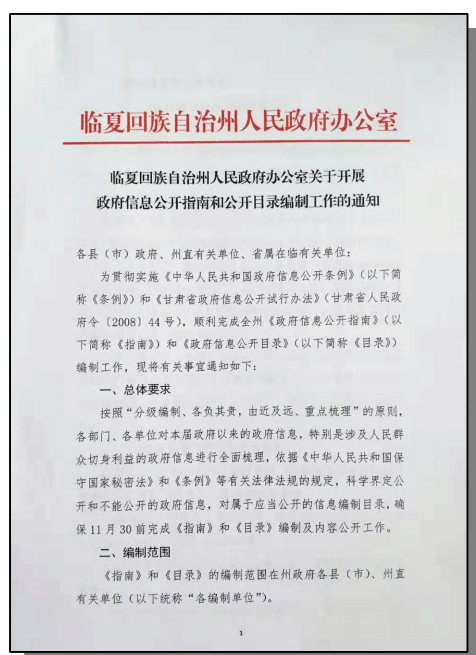 临夏回族自治州人民政府办公室
临夏回族自治州人民政府办公室关于开展
政府信息公开指南和公开目录编制工作的通知
各县（市）政府、州直有关单位、省属在临有关单位：
为贯彻实施《中华人民共和国政府信息公开条例》（以下简
称《条例》）和《甘肃省政府信息公开试行办法》（甘肃省人民政
府令〔2008〕44号），顺利完成全州《政府信息公开指南》（以
下简称《指南》）和《政府信息公开目录》（以下简称《目录》）
编制工作，现将有关事宜通知如下：
一、总体要求
按照“分级编制、各负其责，由近及远、重点梳理”的原则，
各部门、各单位对本届政府以来的政府信息，特别是涉及人民群
众切身利益的政府信息进行全面梳理，依据《中华人民共和国保
守国家秘密法》和《条例》等有关法律法规的规定，科学界定公
开和不能公开的政府信息，对属于应当公开的信息编制目录，确
保11月30前完成《指南》和《目录》编制及内容公开工作。
二、编制范围
《指南》和《目录》的编制范围在州政府各县（市）、州直
有关单位（以下统称“各编制单位”）。
1